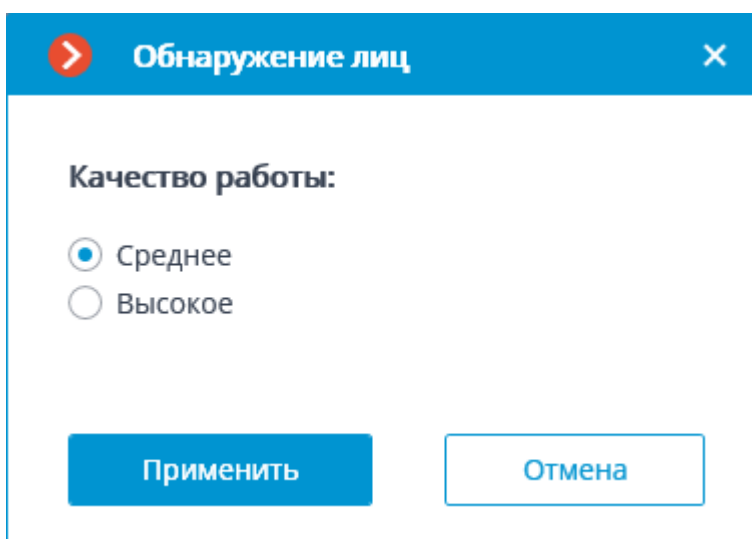 Обнаружение лиц
Качество работы:
Среднее
Высокое
Применить
Отмена